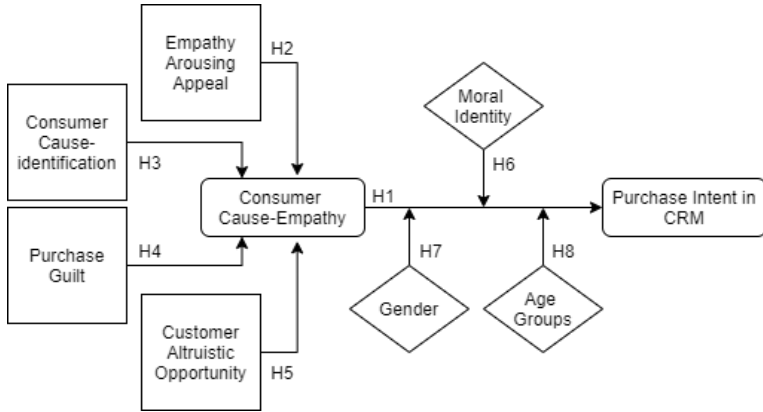 Empathy
Arousing
Appeal
H2
Consumer
Cause-
identification
H3
Moral
Identity
H6
Consumer
Cause-Empathy
H1
Purchase Intent in
CRM
Purchase
Guilt
H4
H7
H8
Gender
Age
Groups
Customer
Altruistic
Opportunity
H5